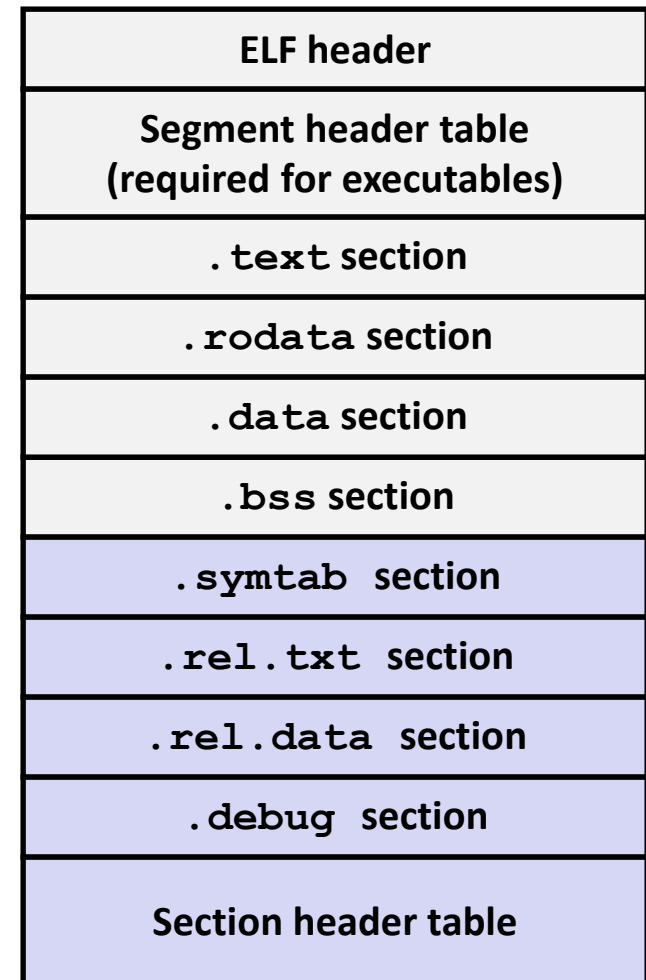 ELF header
Segment header table
(required for executables)
.text section
.rodata section
.data section
.bss section
.symtab section
.rel.txt section
.rel.data section
.debug section
Section header table